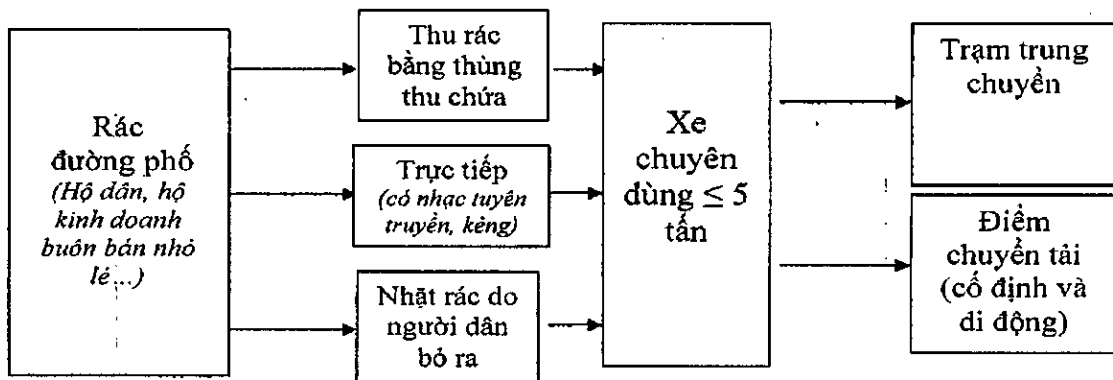 Rác
đường phố
(Hộ dân, hộ
kinh doanh
buôn bán nhỏ
lẻ...)
Thu rác
bằng thùng
thu chứa
Trực tiếp
(có nhạc tuyên
truyền, kẻng)
Nhặt rác do
người dân
bỏ ra
Xe
chuyên
dùng ≤ 5
tấn
Trạm trung
chuyển
Điểm
chuyển tải
(cố định và
di động)